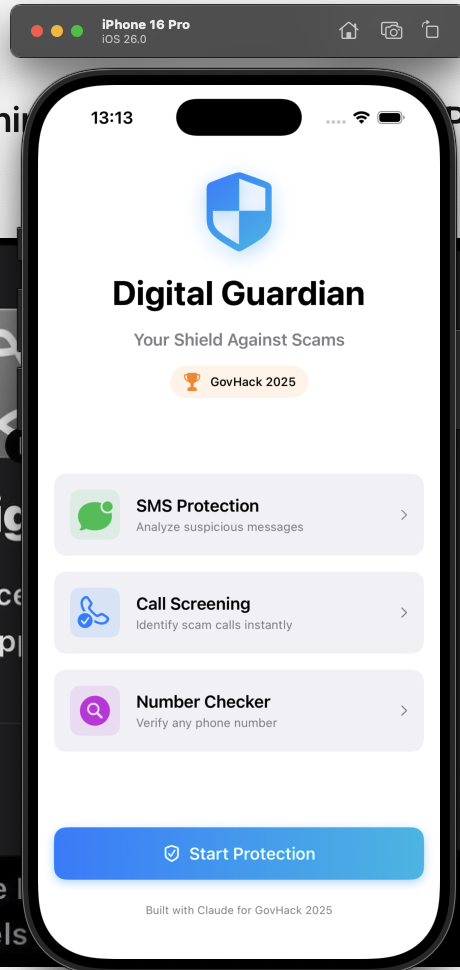 iPhone 16 Pro
iOS 26.0
13:13
Digital Guardian
Your Shield Against Scams
GovHack 2025
SMS Protection
Analyze suspicious messages
Call Screening
Identify scam calls instantly
Number Checker
Verify any phone number
Start Protection
Built with Claude for GovHack 2025